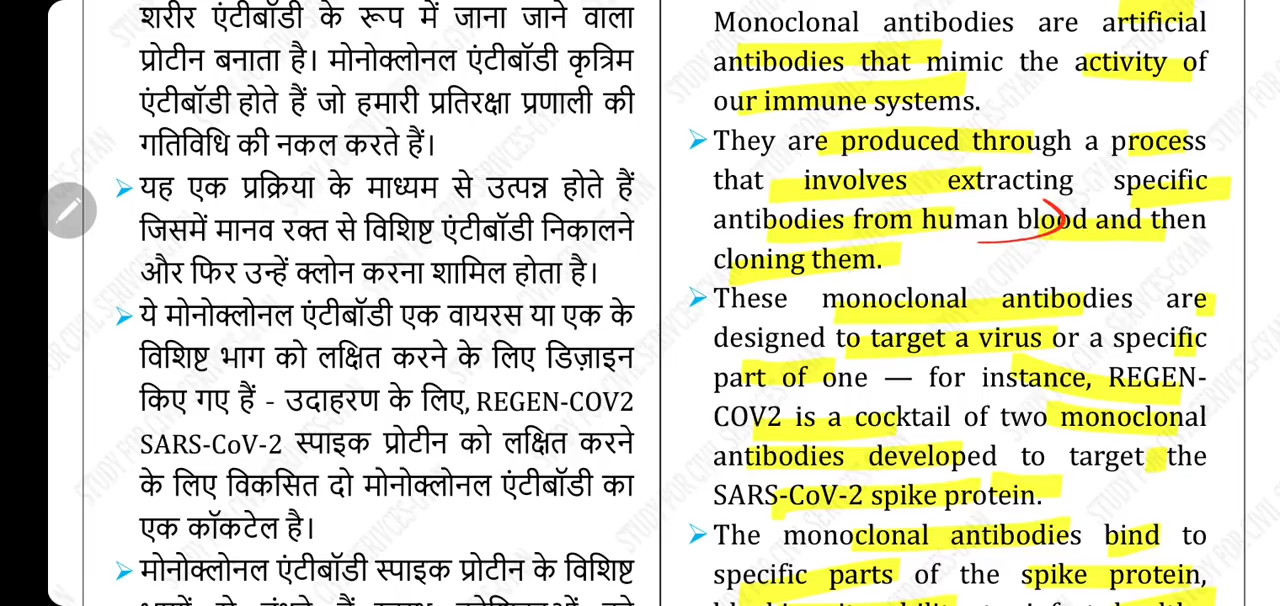 शरीर एंटीबॉडी के रूप में जाना जाने वाला
प्रोटीन बनाता है। मोनोक्लोनल एंटीबॉडी कृत्रिम
एंटीबॉडी होते हैं जो हमारी प्रतिरक्षा प्रणाली की
गतिविधि की नकल करते हैं।
➤ यह एक प्रक्रिया के माध्यम से उत्पन्न होते हैं
जिसमें मानव रक्त से विशिष्ट एंटीबॉडी निकालने
और फिर उन्हें क्लोन करना शामिल होता है।
➤ ये मोनोक्लोनल एंटीबॉडी एक वायरस या एक के
विशिष्ट भाग को लक्षित करने के लिए डिज़ाइन
किए गए हैं - उदाहरण के लिए, REGEN-COV2
SARS-CoV-2 स्पाइक प्रोटीन को लक्षित करने
के लिए विकसित दो मोनोक्लोनल एंटीबॉडी का
एक कॉकटेल है।
➤ मोनोक्लोनल एंटीबॉडी स्पाइक प्रोटीन के विशिष्ट
Monoclonal antibodies are artificial
antibodies that mimic the activity of
our immune systems.
➤ They are produced through a process
that involves extracting specific
antibodies from human blood and then
cloning them.
➤ These monoclonal antibodies are
designed to target a virus or a specific
part of one — for instance, REGEN-
COV2 is a cocktail of two monoclonal
antibodies developed to target the
SARS-CoV-2 spike protein.
➤ The monoclonal antibodies bind to
specific parts of the spike protein,